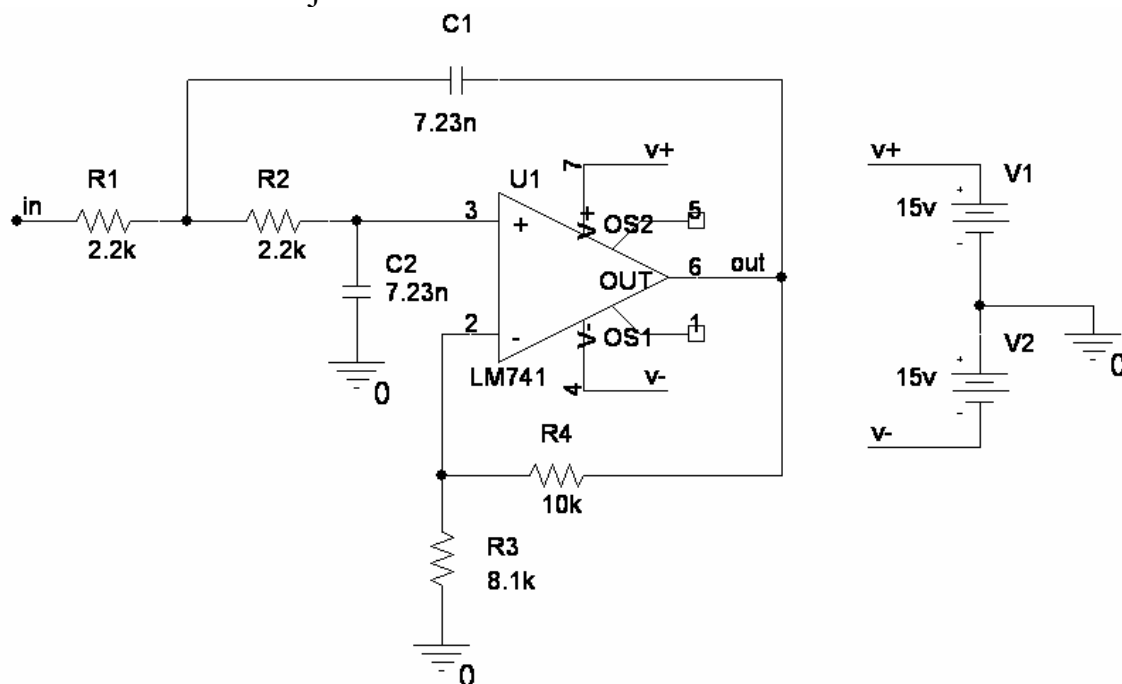 C1
7.23n
R1
in
2.2k
R2
2.2k
C2
7.23n
0
U1
3
+
2
-
LM741
7
V+
v+
OS2
5
OUT
6
out
OS1
1
V-
4
v-
R4
10k
R3
8.1k
0
v+
V1
+
15v
-
0
V2
+
15v
-
v-